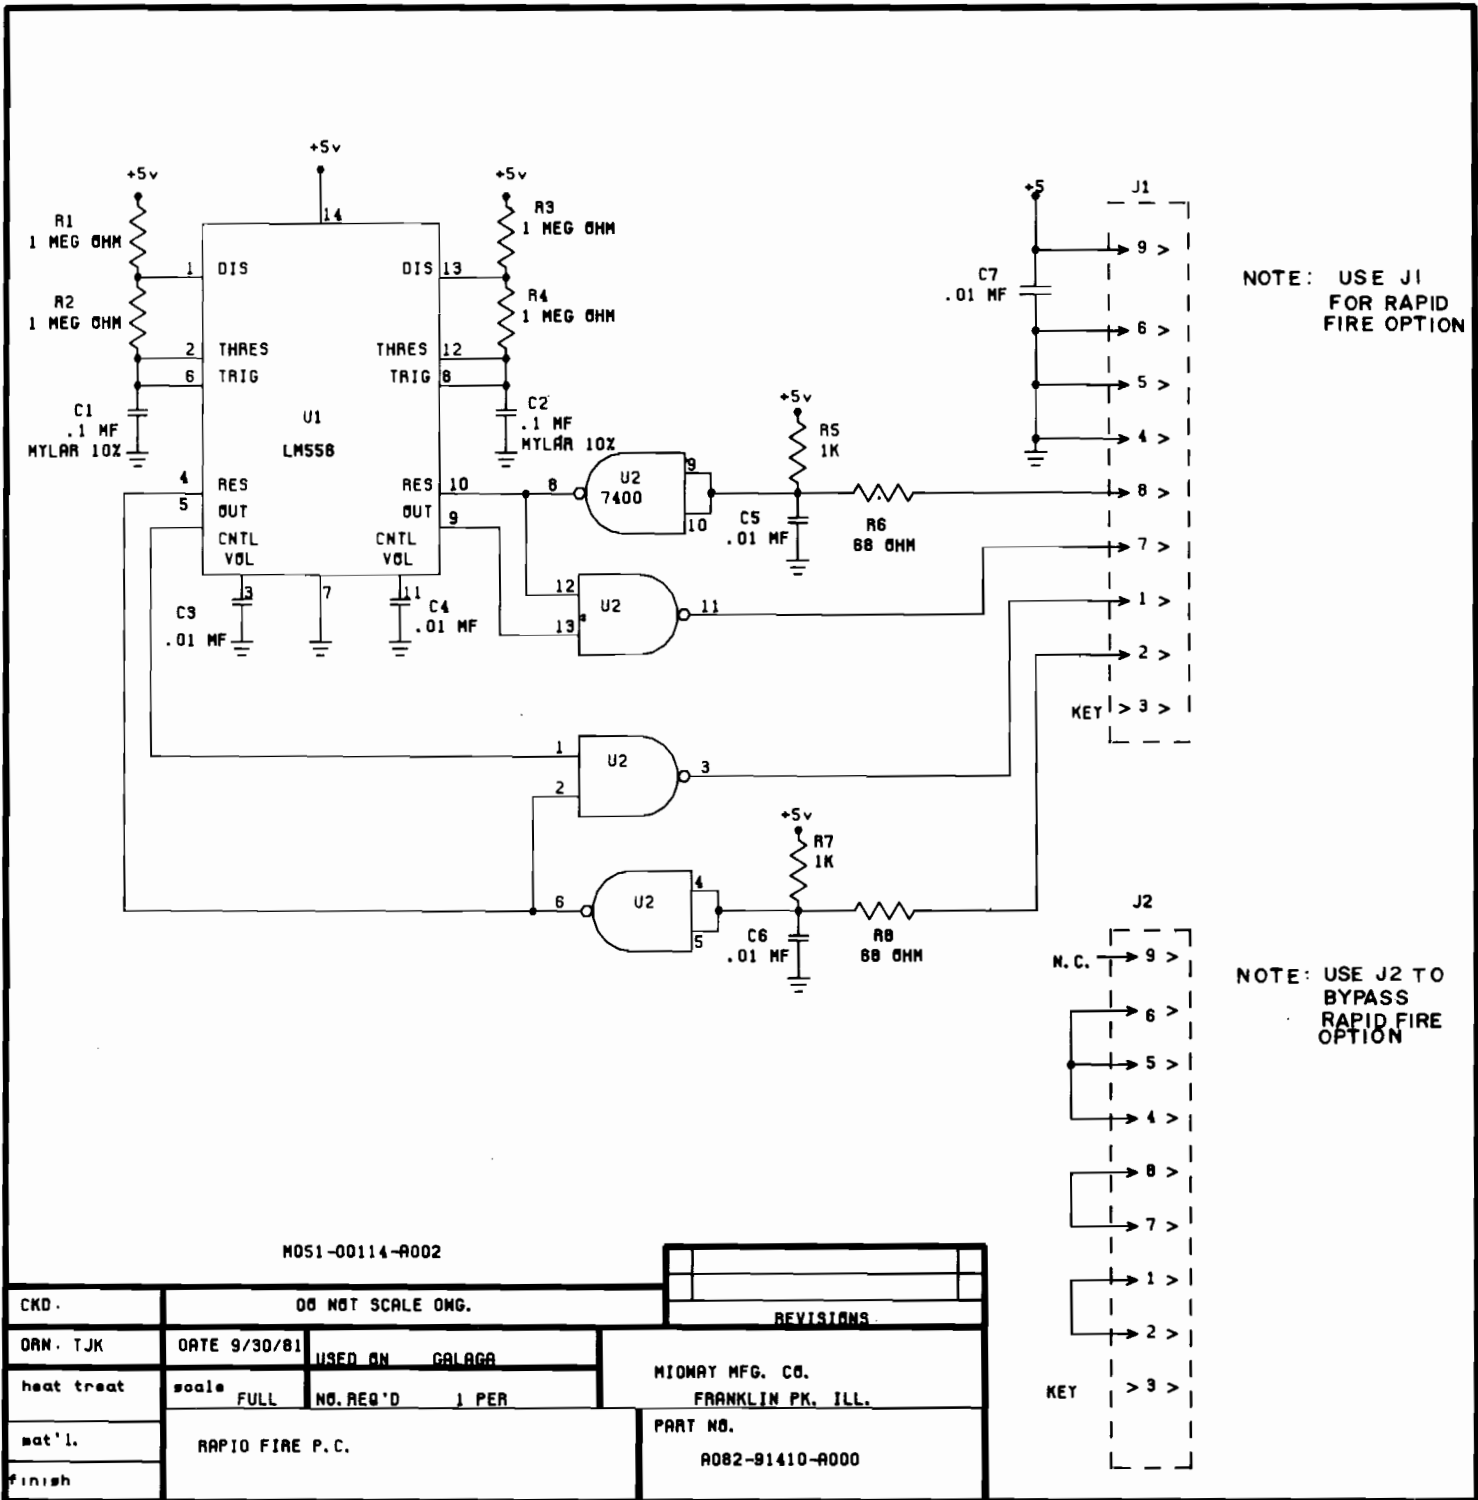 +5v
+5v
+5v
R1
1 MEG OHM
R3
1 MEG OHM
14
1 DIS
DIS 13
R2
1 MEG OHM
R4
1 MEG OHM
2 THRES
THRES 12
6 TRIG
TRIG 8
C1
.1 MF
MYLAR 10%
U1
LM556
C2
.1 MF
MYLAR 10%
4 RES
RES 10
5 OUT
OUT 9
CNTL
VOL
CNTL
VOL
3
7
11
C3
.01 MF
C4
.01 MF
8
U2
7400
9
10
+5v
R5
1K
C5
.01 MF
R6
68 OHM
12
13
U2
11
1
2
U2
3
6
U2
4
5
+5v
R7
1K
C6
.01 MF
R8
68 OHM
+5
C7
.01 MF
J1
9 >
6 >
5 >
4 >
8 >
7 >
1 >
2 >
KEY > 3 >
NOTE: USE J1
FOR RAPID
FIRE OPTION
J2
N.C. 9 >
6 >
5 >
4 >
8 >
7 >
1 >
2 >
KEY > 3 >
NOTE: USE J2 TO
BYPASS
RAPID FIRE
OPTION
M051-00114-A002
CKD.
DO NOT SCALE DWG.
REVISIONS
DRN. TJK
DATE 9/30/81
USED ON GALAGA
MIDWAY MFG. CO.
FRANKLIN PK. ILL.
heat treat
scale FULL
NO. REQ'D 1 PER
mat'l.
RAPID FIRE P.C.
PART NO.
A082-91410-A000
finish